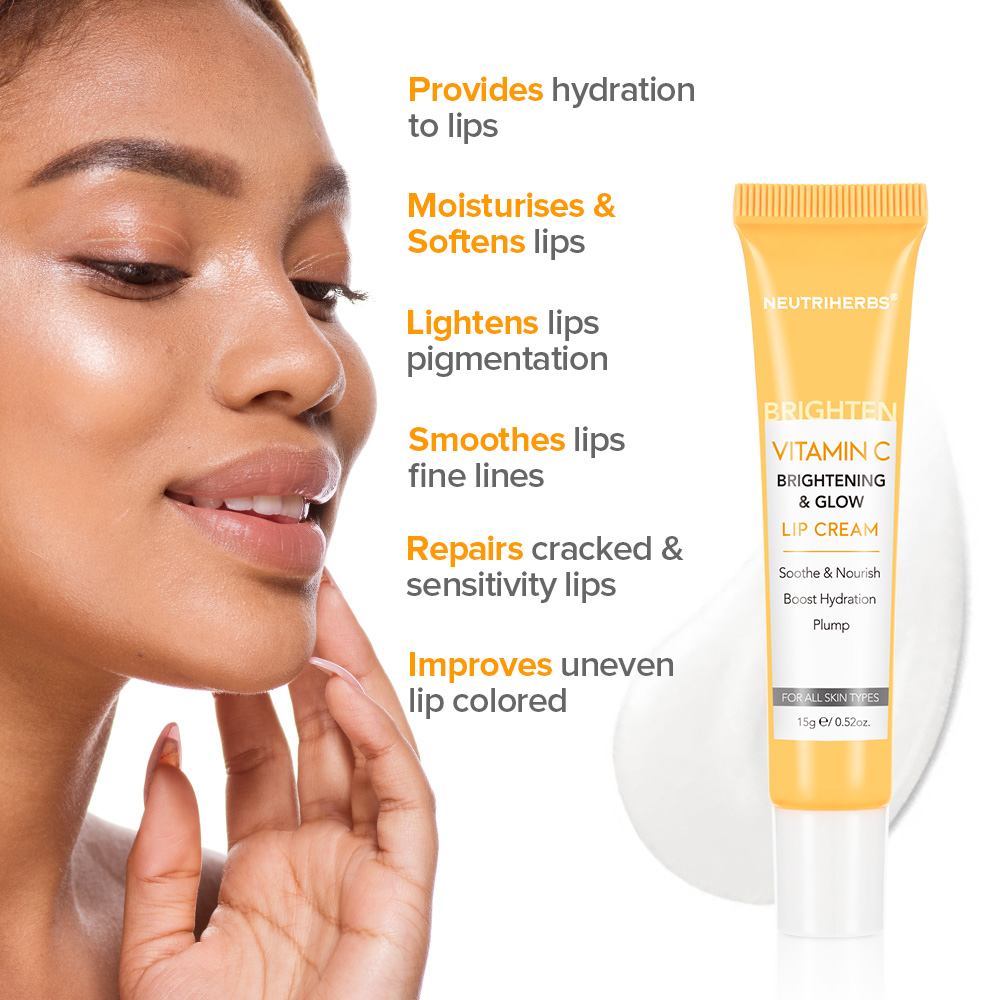 Provides hydration
to lips
Moisturises &
Softens lips
Lightens lips
pigmentation
Smoothes lips
fine lines
Repairs cracked &
sensitivity lips
Improves uneven
lip colored
NEUTRIHERBS®
BRIGHTEN
VITAMIN C
BRIGHTENING
& GLOW
LIP CREAM
Soothe & Nourish
Boost Hydration
Plump
FOR ALL SKIN TYPES
15g ℮/ 0.52oz.